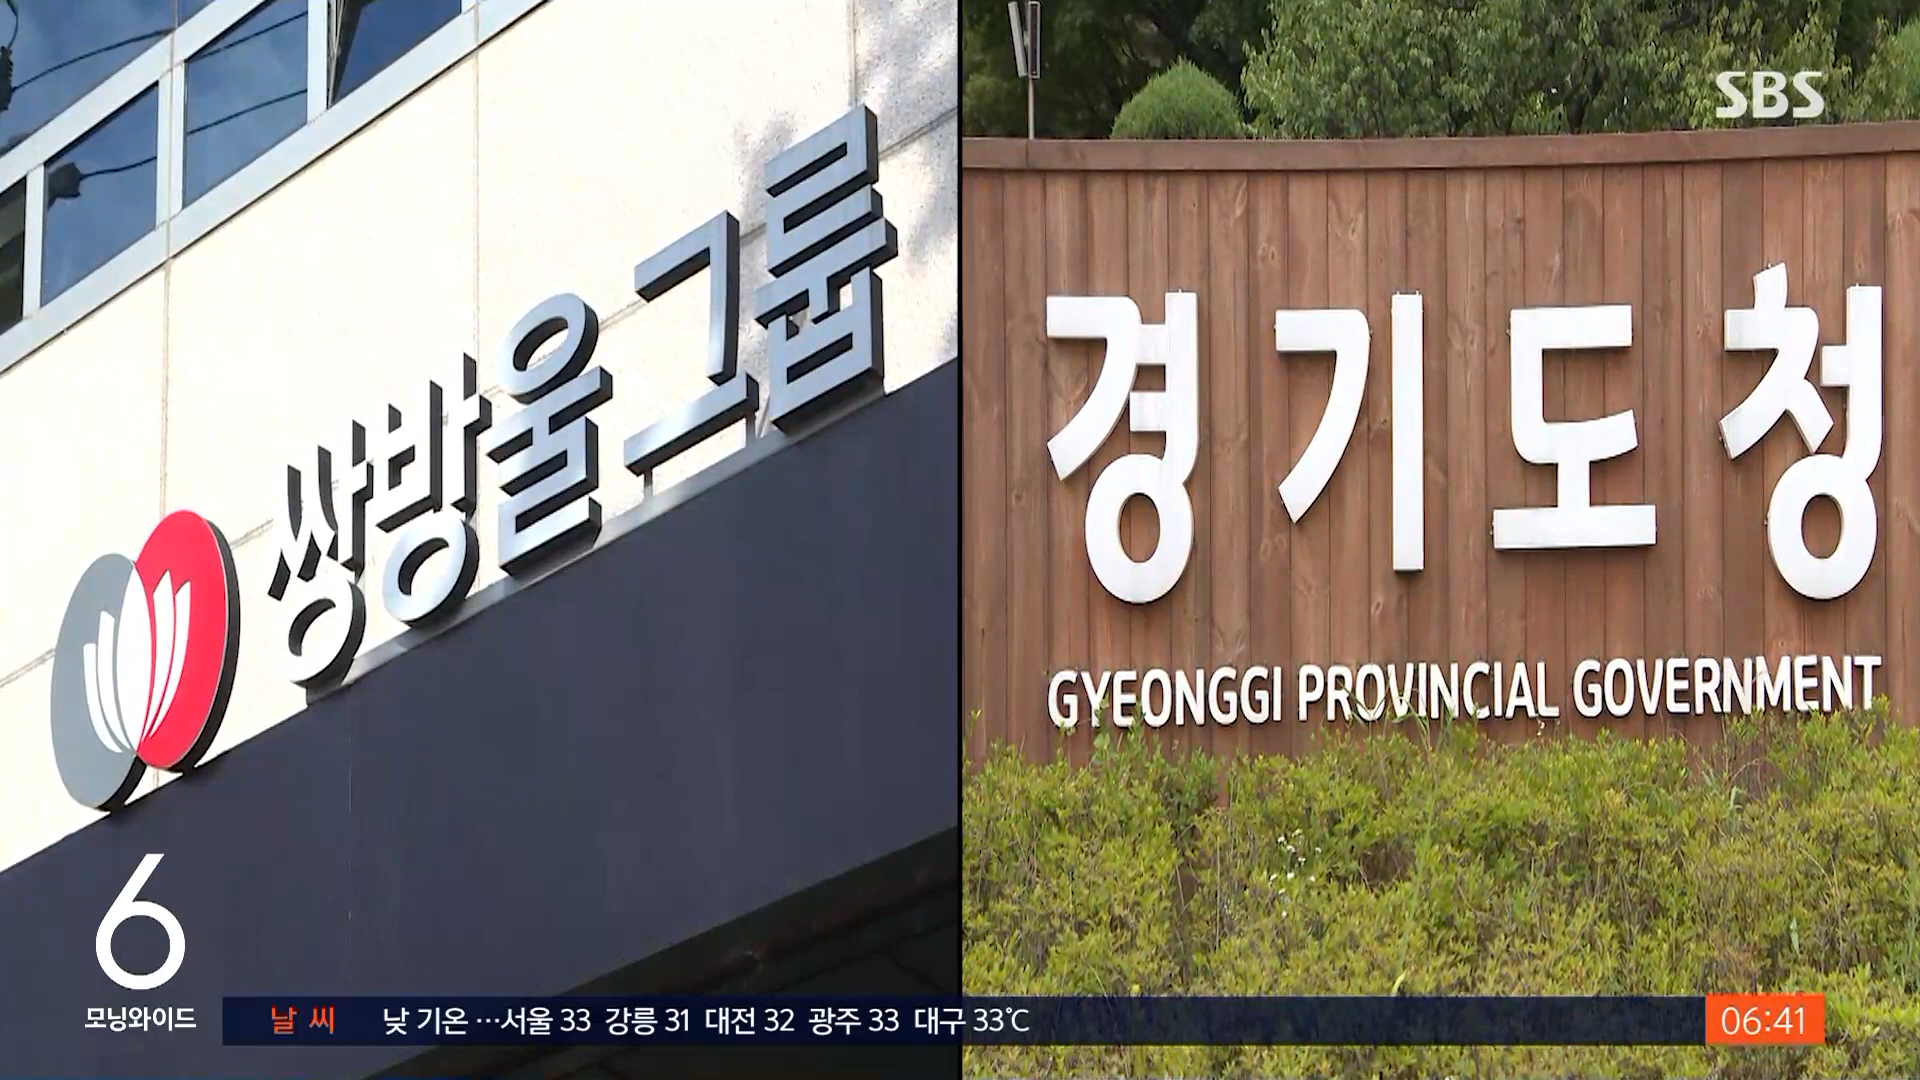 쌍방울그룹
SBS
경기도청
GYEONGGI PROVINCIAL GOVERNMENT
6
모닝와이드
날 씨 낮 기온…서울 33 강릉 31 대전 32 광주 33 대구 33℃
06:41